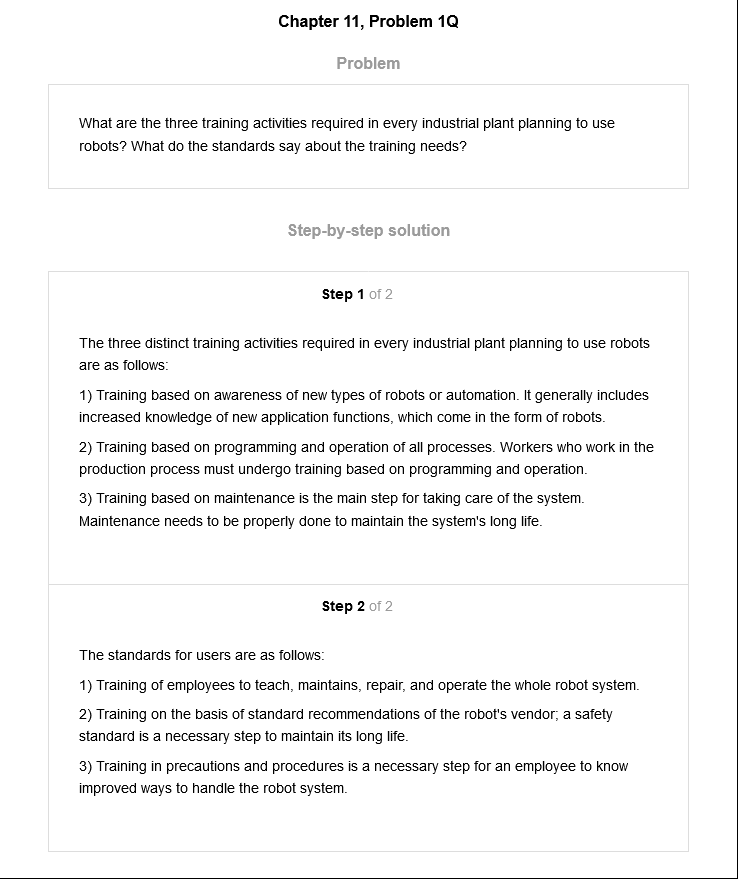 Chapter 11, Problem 1Q
Problem
What are the three training activities required in every industrial plant planning to use
robots? What do the standards say about the training needs?
Step-by-step solution
Step 1 of 2
The three distinct training activities required in every industrial plant planning to use robots
are as follows:
1) Training based on awareness of new types of robots or automation. It generally includes
increased knowledge of new application functions, which come in the form of robots.
2) Training based on programming and operation of all processes. Workers who work in the
production process must undergo training based on programming and operation.
3) Training based on maintenance is the main step for taking care of the system.
Maintenance needs to be properly done to maintain the system's long life.
Step 2 of 2
The standards for users are as follows:
1) Training of employees to teach, maintains, repair, and operate the whole robot system.
2) Training on the basis of standard recommendations of the robot's vendor; a safety
standard is a necessary step to maintain its long life.
3) Training in precautions and procedures is a necessary step for an employee to know
improved ways to handle the robot system.